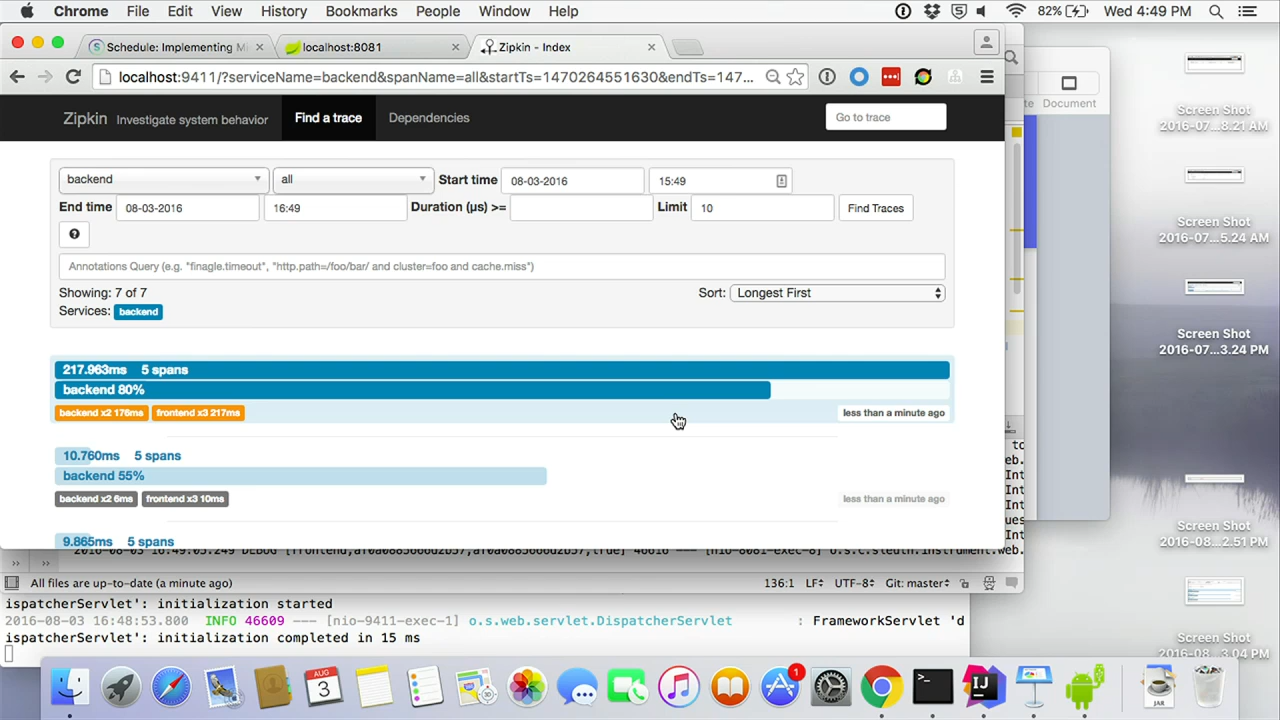 Chrome File Edit View History Bookmarks People Window Help 82% Wed 4:49 PM
Schedule: Implementing Mi localhost:8081 Zipkin - Index
localhost:9411/?serviceName=backend&spanName=all&startTs=1470264551630&endTs=147...
Document
Zipkin Investigate system behavior Find a trace Dependencies Go to trace
backend all Start time 08-03-2016 15:49
End time 08-03-2016 16:49 Duration (μs) >= Limit 10 Find Traces
?
Annotations Query (e.g. "finagle.timeout", "http.path=/foo/bar/ and cluster=foo and cache.miss")
Showing: 7 of 7 Sort: Longest First
Services: backend
217.963ms 5 spans
backend 80%
backend x2 176ms frontend x3 217ms less than a minute ago
10.760ms 5 spans
backend 55%
backend x2 6ms frontend x3 10ms less than a minute ago
9.865ms 5 spans
All files are up-to-date (a minute ago) 136:1 LF÷ UTF-8÷ Git: master÷
ispatcherServlet': initialization started
2016-08-03 16:48:53.800 INFO 46609 --- [nio-9411-exec-1] o.s.web.servlet.DispatcherServlet : FrameworkServlet 'd
ispatcherServlet': initialization completed in 15 ms
Screen Shot
2016-07...8.21 AM
Screen Shot
2016-07...5.24 AM
Screen Shot
2016-07...3.24 PM
Screen Shot
2016-08...2.51 PM
Screen Shot
2016-08...3.04 PM
AUG
3
1
JAR